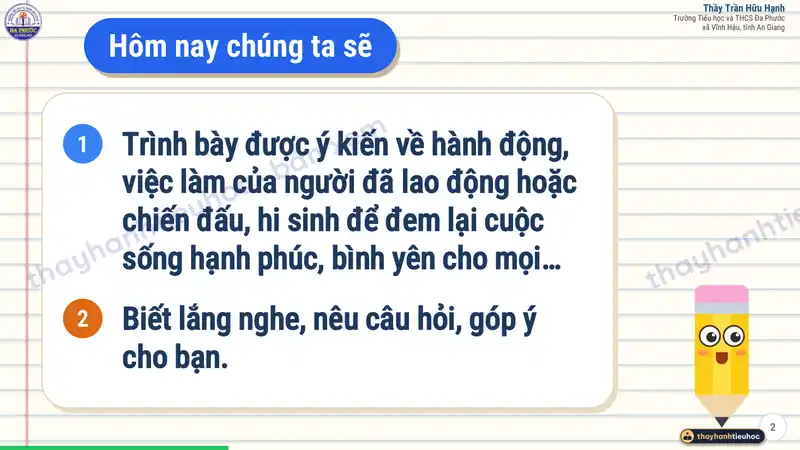 ĐA PHƯỚC
Thầy Trần Hữu Hạnh
Trường Tiểu học và THCS Đa Phước
xã Vĩnh Hậu, tỉnh An Giang
Hôm nay chúng ta sẽ
1
Trình bày được ý kiến về hành động,
việc làm của người đã lao động hoặc
chiến đấu, hi sinh để đem lại cuộc
sống hạnh phúc, bình yên cho mọi...
2
Biết lắng nghe, nêu câu hỏi, góp ý
cho bạn.
thayhanhtieuhoc
2